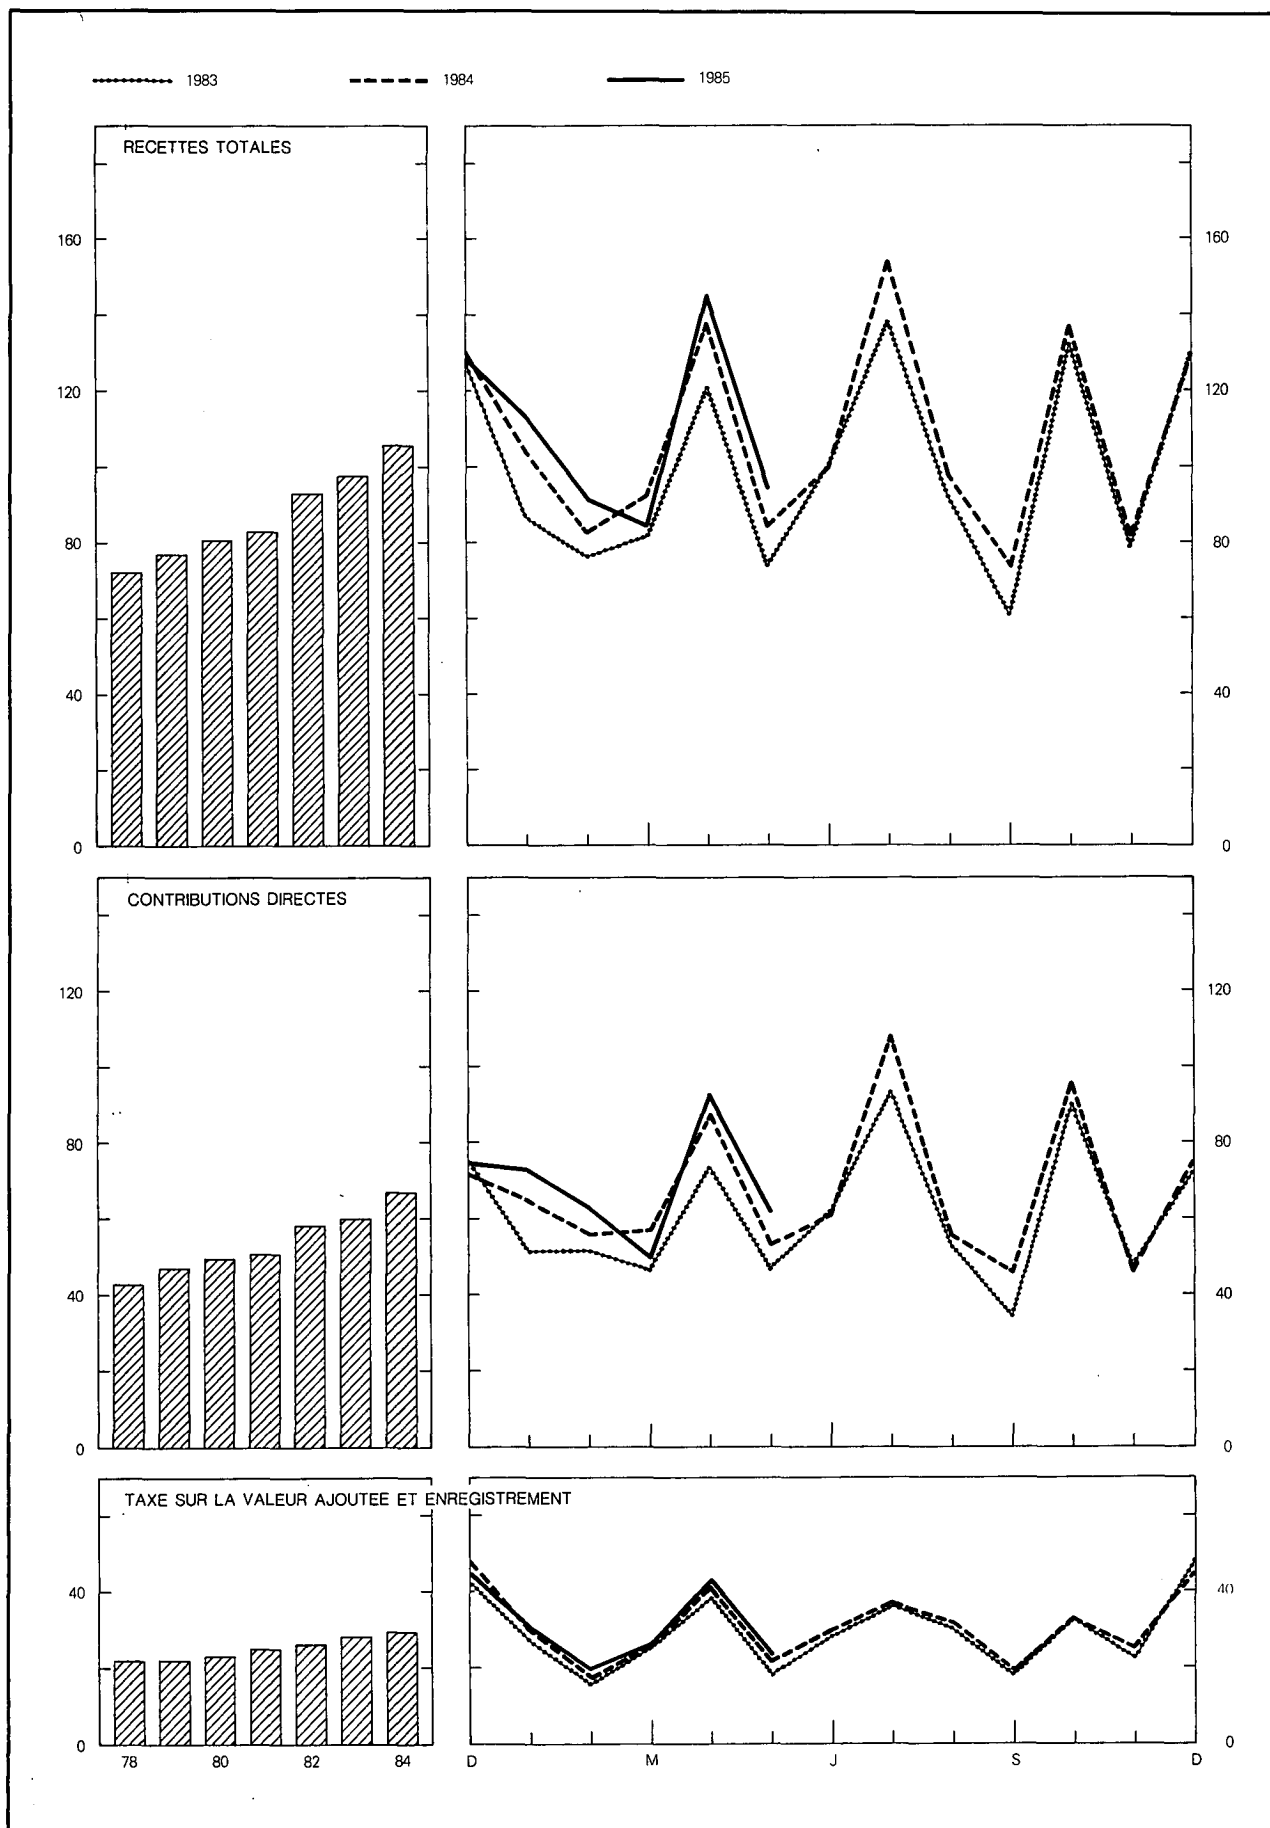 1983 1984 1985
RECETTES TOTALES
160 160
120 120
80 80
40 40
0 0
CONTRIBUTIONS DIRECTES
120 120
80 80
40 40
0 0
TAXE SUR LA VALEUR AJOUTEE ET ENREGISTREMENT
40 40
0 0
78 80 82 84 D M J S D